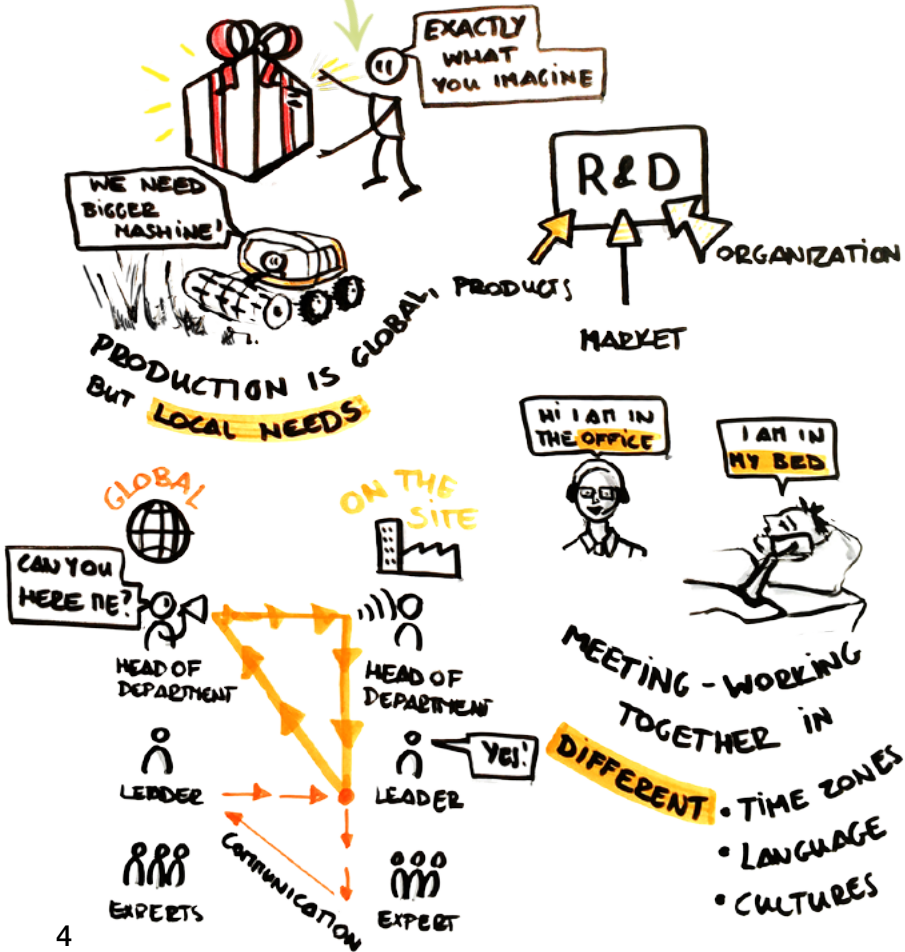 EXACTLY
WHAT
YOU IMAGINE
WE NEED
BIGGER
MASHINE!
R&D
PRODUCTS
MARKET
ORGANIZATION
PRODUCTION IS GLOBAL,
BUT LOCAL NEEDS
HI I AM IN
THE OFFICE
I AM IN
MY BED
GLOBAL
ON THE
SITE
CAN YOU
HERE ME?
HEAD OF
DEPARTMENT
HEAD OF
DEPARTMENT
LEADER
LEADER
YES!
COMMUNICATION
EXPERTS
EXPERT
MEETING - WORKING
TOGETHER IN
DIFFERENT
• TIME ZONES
• LANGUAGE
• CULTURES
4